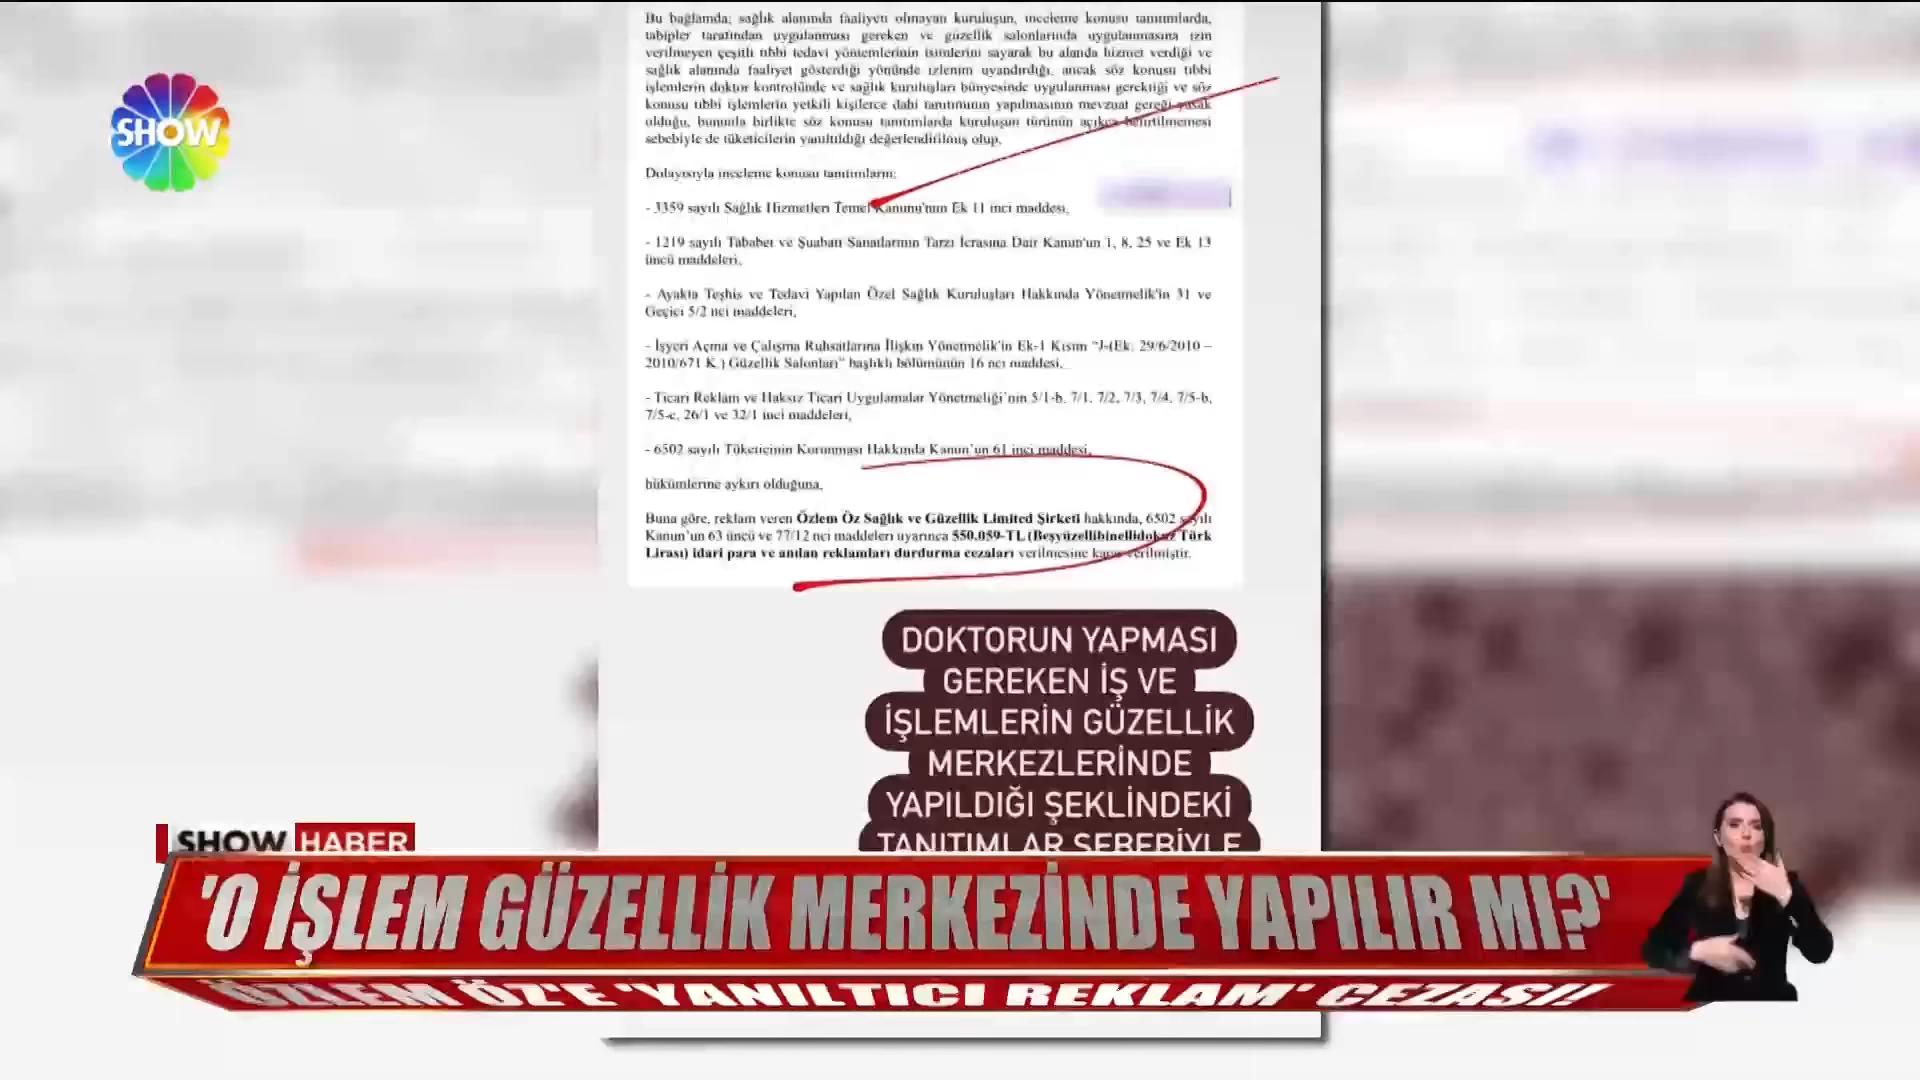 Bu bağlamda; sağlık alanında faaliyeti olmayan kuruluşun, inceleme konusu tanıtımlarda,
tabipler tarafından uygulanması gereken ve güzellik salonlarında uygulanmasına izin
verilmeyen çeşitli tıbbi tedavi yöntemlerinin isimlerini sayarak bu alanda hizmet verdiği ve
sağlık alanında faaliyet gösterdiği yönünde izlenim uyandırdığı, ancak söz konusu tıbbi
işlemlerin doktor kontrolünde ve sağlık kuruluşları bünyesinde uygulanması gerektiği ve söz
konusu tıbbi işlemlerin yetkili kişilerce dahi tanıtımının yapılmasının mevzuat gereği yasak
olduğu, bununla birlikte söz konusu tanıtımlarda kuruluşun türünün açıkça belirtilmemesi
sebebiyle de tüketicilerin yanıltıldığı değerlendirilmiş olup,
Dolayısıyla inceleme konusu tanıtımların;
- 3359 sayılı Sağlık Hizmetleri Temel Kanunu'nun Ek 11 inci maddesi,
- 1219 sayılı Tababet ve Şuabatı Sanatlarının Tarzı İcrasına Dair Kanun'un 1, 8, 25 ve Ek 13
üncü maddeleri,
- Ayakta Teşhis ve Tedavi Yapılan Özel Sağlık Kuruluşları Hakkında Yönetmelik'in 31 ve
Geçici 5/2 nci maddeleri,
- İşyeri Açma ve Çalışma Ruhsatlarına İlişkin Yönetmelik'in Ek-1 Kısım "J-(Ek: 29/6/2010 –
2010/671 K.) Güzellik Salonları" başlıklı bölümünün 16 ncı maddesi,
- Ticari Reklam ve Haksız Ticari Uygulamalar Yönetmeliği'nin 5/1-b, 7/1, 7/2, 7/3, 7/4, 7/5-b,
7/5-c, 26/1 ve 32/1 inci maddeleri,
- 6502 sayılı Tüketicinin Korunması Hakkında Kanun'un 61 inci maddesi,
hükümlerine aykırı olduğuna,
Buna göre, reklam veren Özlem Öz Sağlık ve Güzellik Limited Şirketi hakkında, 6502 sayılı
Kanun'un 63 üncü ve 77/12 nci maddeleri uyarınca 550.059-TL (Beşyüzellibinellidokuz Türk
Lirası) idari para ve anılan reklamları durdurma cezaları verilmesine karar verilmiştir.
SHOW
DOKTORUN YAPMASI
GEREKEN İŞ VE
İŞLEMLERİN GÜZELLİK
MERKEZLERİNDE
YAPILDIĞI ŞEKLİNDEKİ
TANITIMLAR SEBEBİYLE
SHOW HABER
'O İŞLEM GÜZELLİK MERKEZİNDE YAPILIR MI?'
ÖZLEM ÖZ'E 'YANILTICI REKLAM' CEZASI!